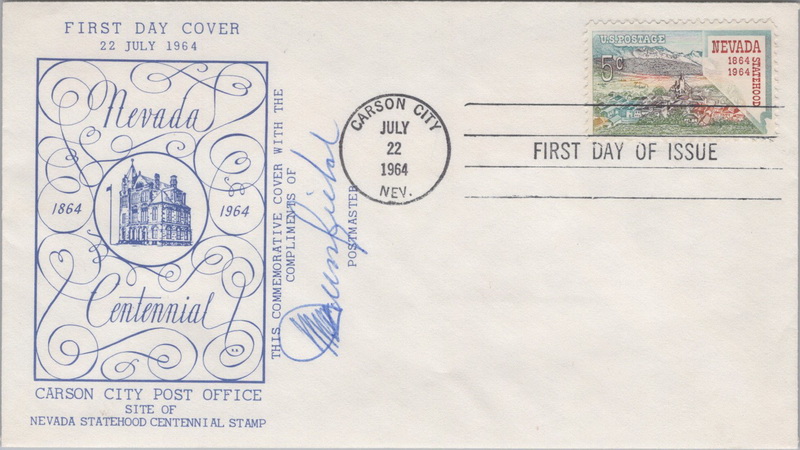 FIRST DAY COVER
22 JULY 1964
Nevada
1864
1964
Centennial
CARSON CITY POST OFFICE
SITE OF
NEVADA STATEHOOD CENTENNIAL STAMP
THIS COMMEMORATIVE COVER WITH THE
COMPLIMENTS OF
POSTMASTER
CARSON CITY
JULY
22
1964
NEV.
U.S. POSTAGE
5¢
NEVADA
1864
1964
STATEHOOD
FIRST DAY OF ISSUE